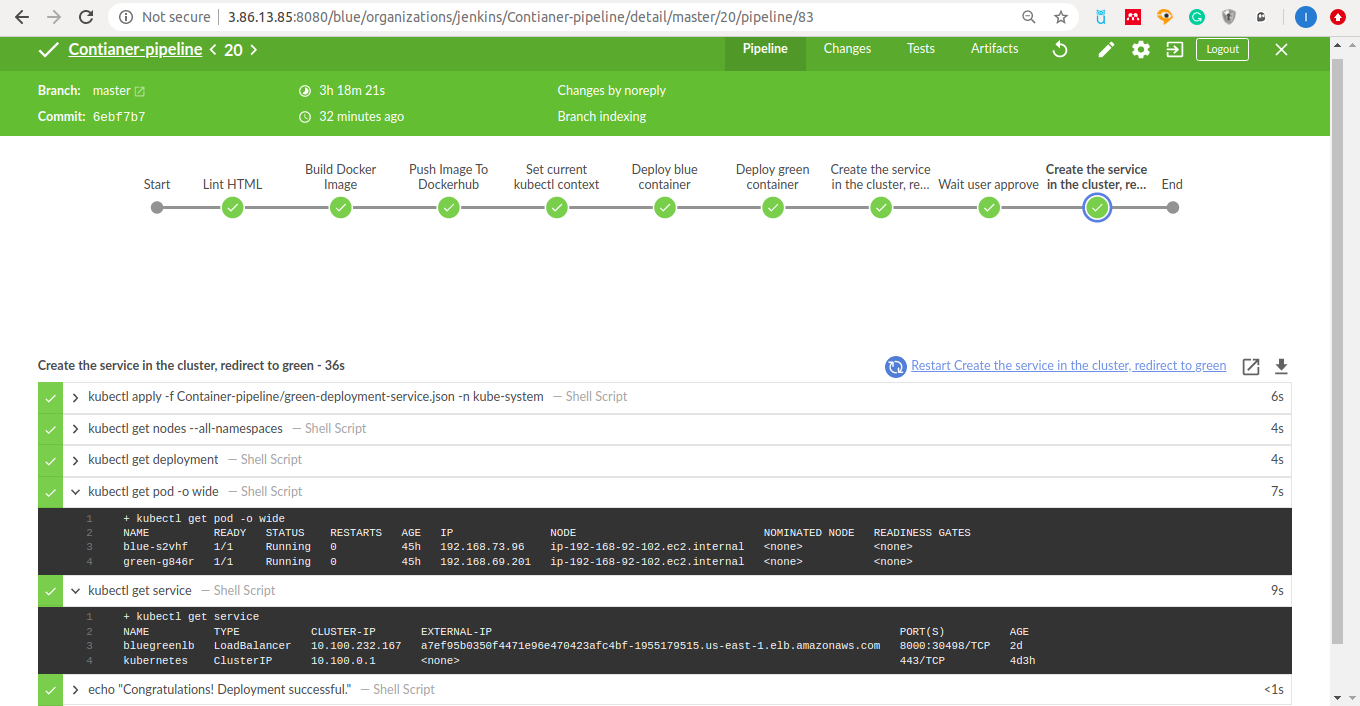 Not secure | 3.86.13.85:8080/blue/organizations/jenkins/Contianer-pipeline/detail/master/20/pipeline/83
Contianer-pipeline < 20 > Pipeline Changes Tests Artifacts Logout
Branch: master 3h 18m 21s Changes by noreply
Commit: 6ebf7b7 32 minutes ago Branch indexing
Build Docker Push Image To Set current Deploy blue Deploy green Create the service Create the service
Start Lint HTML Image Dockerhub kubectl context container container in the cluster, re... Wait user approve in the cluster, re... End
Create the service in the cluster, redirect to green - 36s Restart Create the service in the cluster, redirect to green
kubectl apply -f Container-pipeline/green-deployment-service.json -n kube-system — Shell Script 6s
kubectl get nodes --all-namespaces — Shell Script 4s
kubectl get deployment — Shell Script 4s
kubectl get pod -o wide — Shell Script 7s
1 + kubectl get pod -o wide
2 NAME READY STATUS RESTARTS AGE IP NODE NOMINATED NODE READINESS GATES
3 blue-s2vhf 1/1 Running 0 45h 192.168.73.96 ip-192-168-92-102.ec2.internal <none> <none>
4 green-g846r 1/1 Running 0 45h 192.168.69.201 ip-192-168-92-102.ec2.internal <none> <none>
kubectl get service — Shell Script 9s
1 + kubectl get service
2 NAME TYPE CLUSTER-IP EXTERNAL-IP PORT(S) AGE
3 bluegreenlb LoadBalancer 10.100.232.167 a7ef95b0350f4471e96e470423afc4bf-1955179515.us-east-1.elb.amazonaws.com 8000:30498/TCP 2d
4 kubernetes ClusterIP 10.100.0.1 <none> 443/TCP 4d3h
echo "Congratulations! Deployment successful." — Shell Script <1s